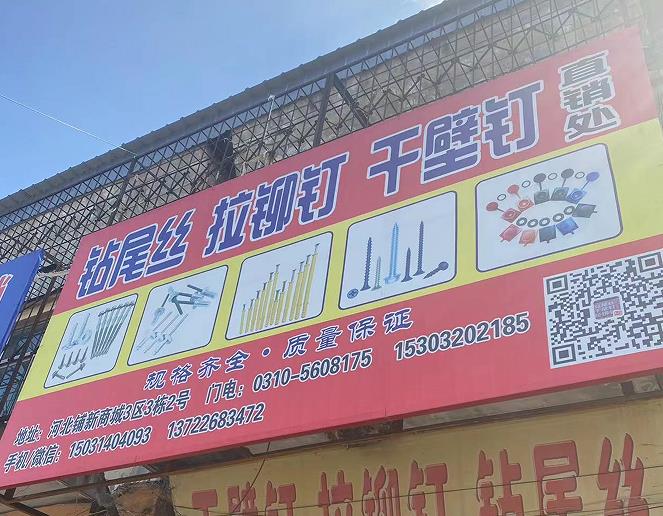 钻尾丝 拉铆钉 干壁钉
直销处
规格齐全·质量保证
地址：河北铺新商城3区3栋2号 门电：0310-5608175 15303202185
手机/微信：15031404093 13722683472
干壁钉 拉铆钉 钻尾丝